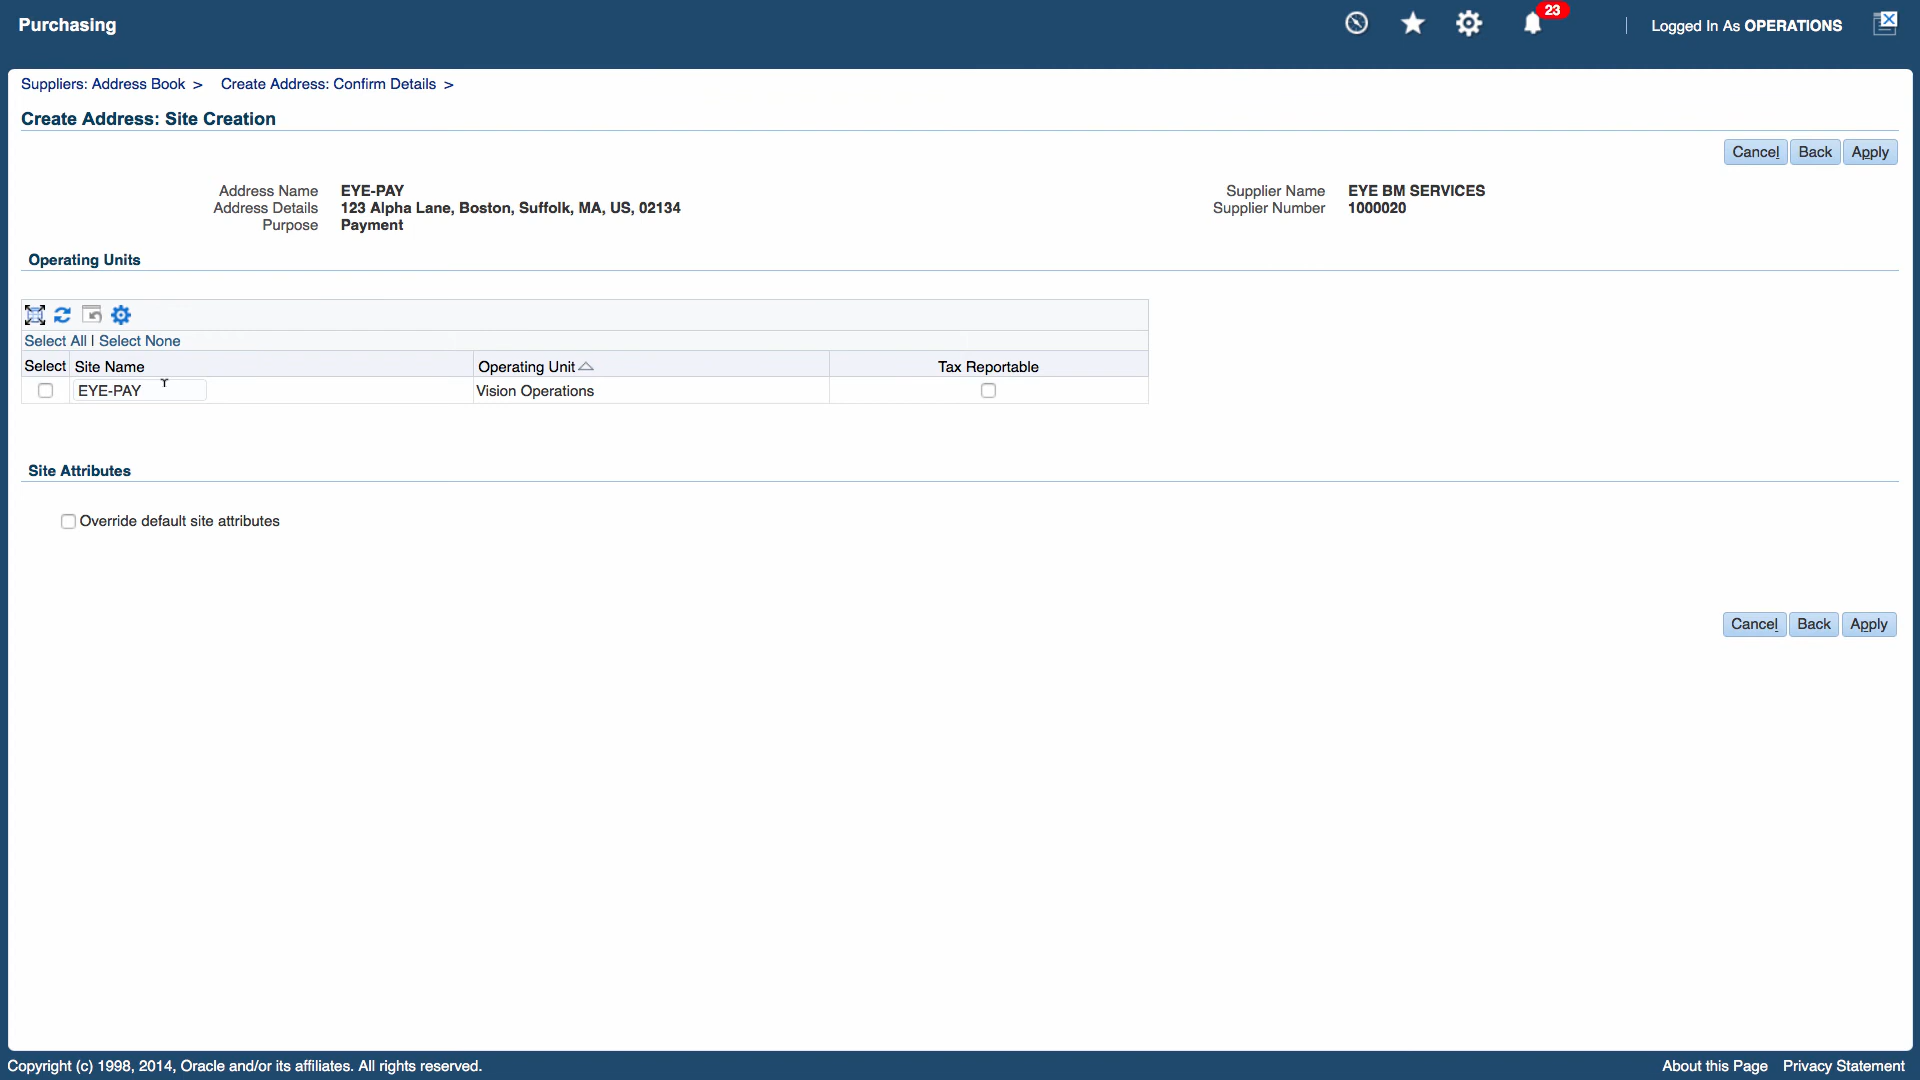 Purchasing
23
Logged In As OPERATIONS
Suppliers: Address Book > Create Address: Confirm Details >
Create Address: Site Creation
Cancel Back Apply
Address Name EYE-PAY
Address Details 123 Alpha Lane, Boston, Suffolk, MA, US, 02134
Purpose Payment
Supplier Name EYE BM SERVICES
Supplier Number 1000020
Operating Units
Select All | Select None
Select Site Name Operating Unit Tax Reportable
EYE-PAY Vision Operations
Site Attributes
Override default site attributes
Cancel Back Apply
Copyright (c) 1998, 2014, Oracle and/or its affiliates. All rights reserved.
About this Page Privacy Statement